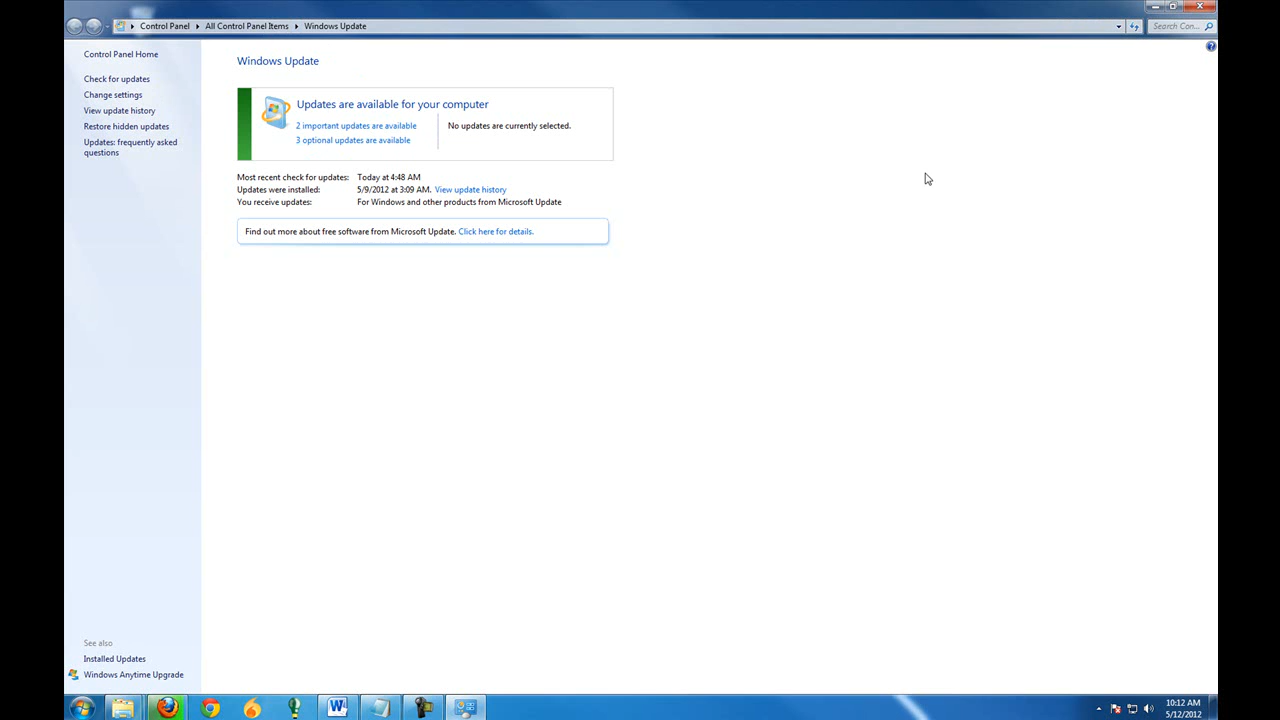 Control Panel ▸ All Control Panel Items ▸ Windows Update
Search Con...
Control Panel Home
Check for updates
Change settings
View update history
Restore hidden updates
Updates: frequently asked
questions
Windows Update
Updates are available for your computer
2 important updates are available
3 optional updates are available
No updates are currently selected.
Most recent check for updates: Today at 4:48 AM
Updates were installed: 5/9/2012 at 3:09 AM. View update history
You receive updates: For Windows and other products from Microsoft Update
Find out more about free software from Microsoft Update. Click here for details.
See also
Installed Updates
Windows Anytime Upgrade
10:12 AM
5/12/2012